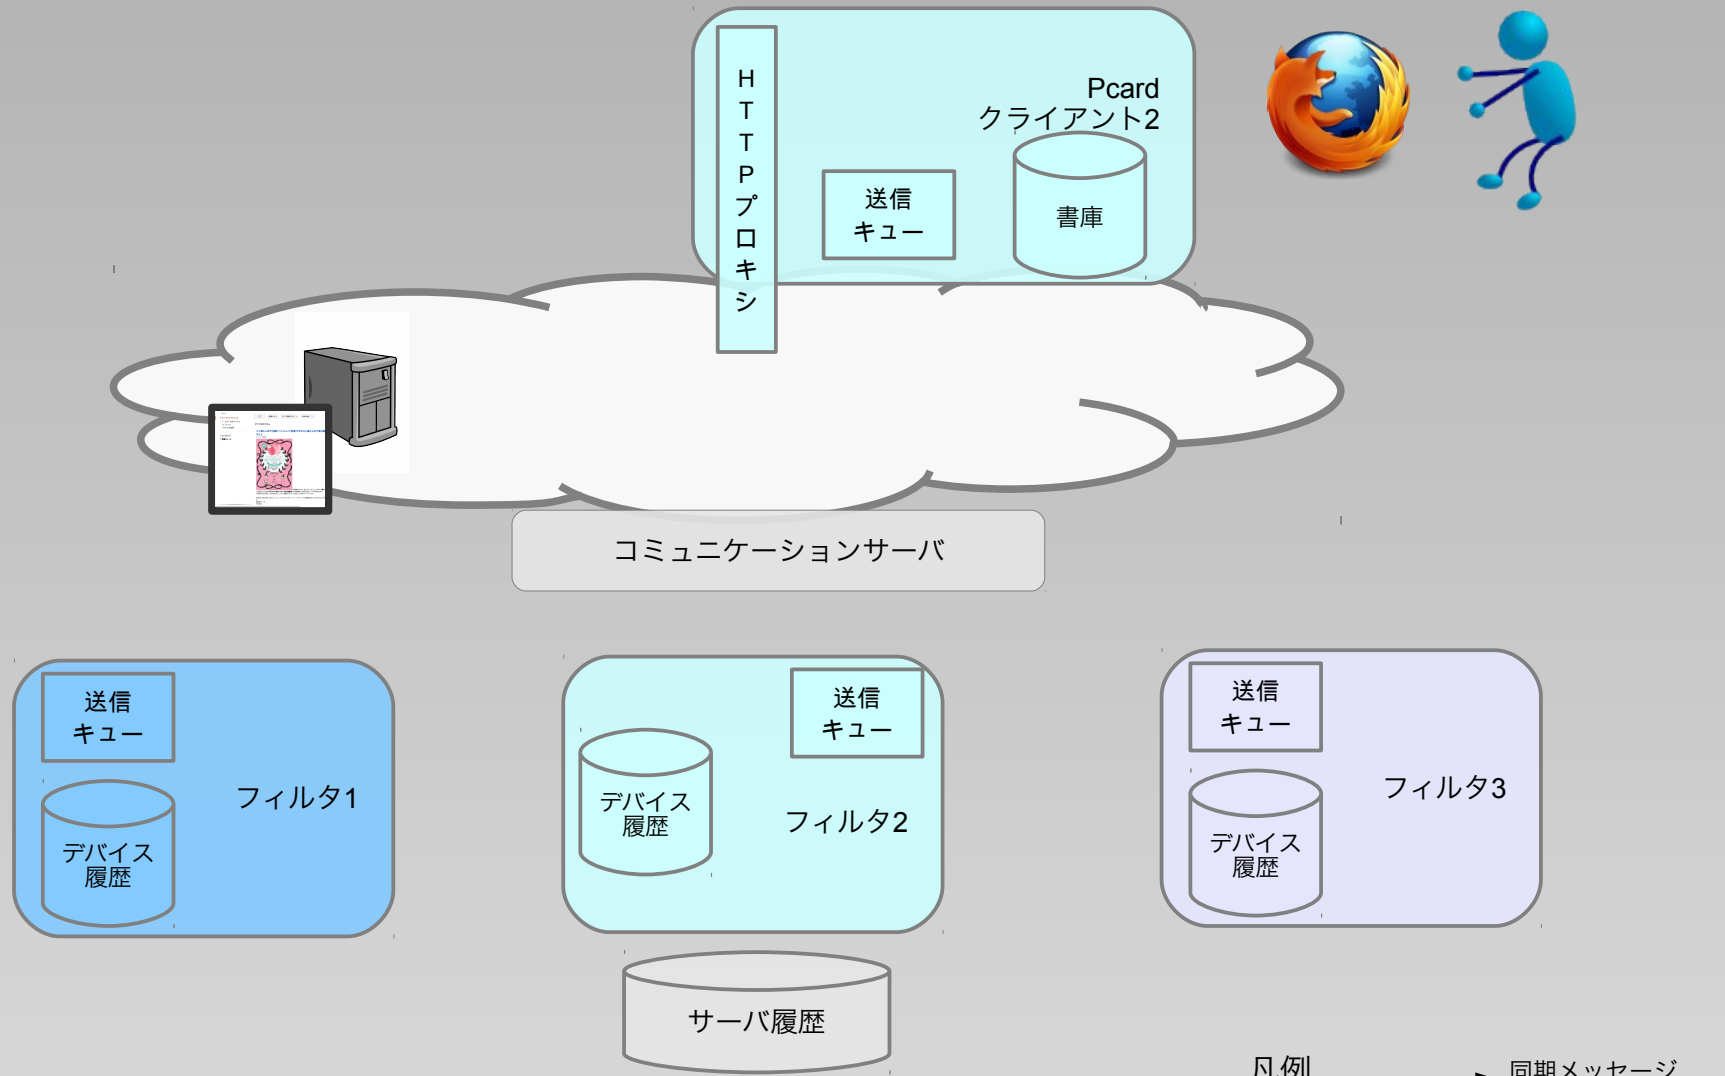 HTTPプロキシ
Pcard
クライアント2
送信
キュー
書庫
コミュニケーションサーバ
送信
キュー
デバイス
履歴
フィルタ1
送信
キュー
デバイス
履歴
フィルタ2
送信
キュー
デバイス
履歴
フィルタ3
サーバ履歴
凡例
同期メッセージ